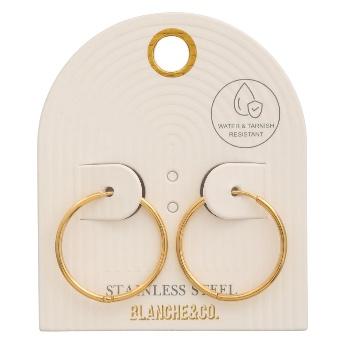 WATER & TARNISH
RESISTANT
STAINLESS STEEL
BLANCHE&CO.